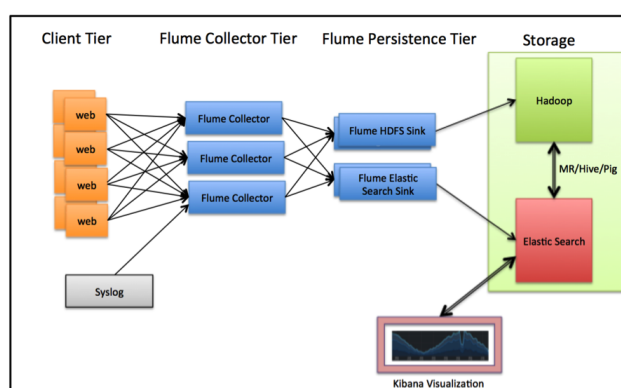 Client Tier
Flume Collector Tier
Flume Persistence Tier
Storage
web
web
web
web
Flume Collector
Flume Collector
Flume Collector
Flume HDFS Sink
Flume Elastic
Search Sink
Hadoop
MR/Hive/Pig
Elastic Search
Syslog
Kibana Visualization